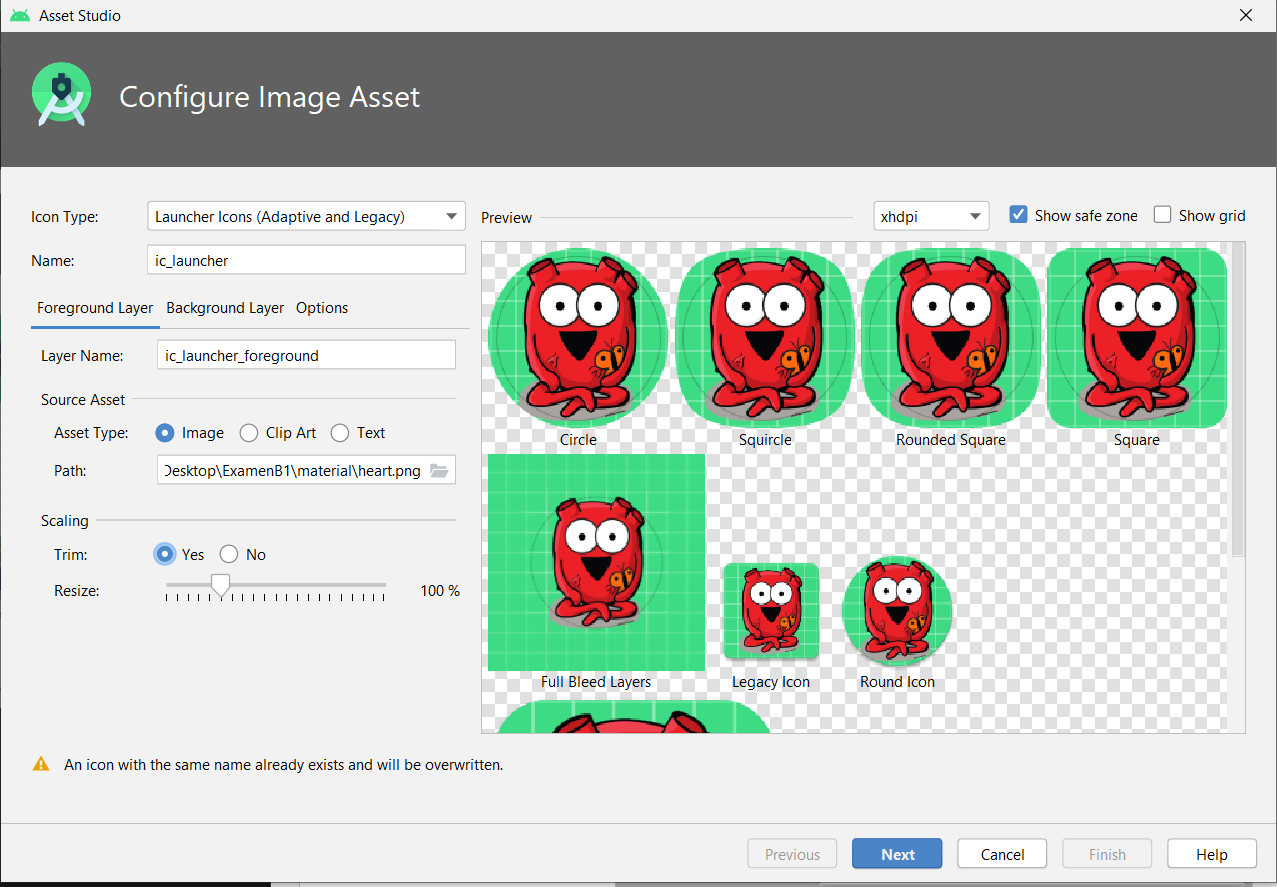 Asset Studio
Configure Image Asset
Icon Type:
Launcher Icons (Adaptive and Legacy)
Name:
ic_launcher
Foreground Layer
Background Layer
Options
Layer Name:
ic_launcher_foreground
Source Asset
Asset Type:
Image
Clip Art
Text
Path:
Desktop\ExamenB1\material\heart.png
Scaling
Trim:
Yes
No
Resize:
100 %
Preview
xhdpi
Show safe zone
Show grid
Circle
Squircle
Rounded Square
Square
Full Bleed Layers
Legacy Icon
Round Icon
An icon with the same name already exists and will be overwritten.
Previous
Next
Cancel
Finish
Help